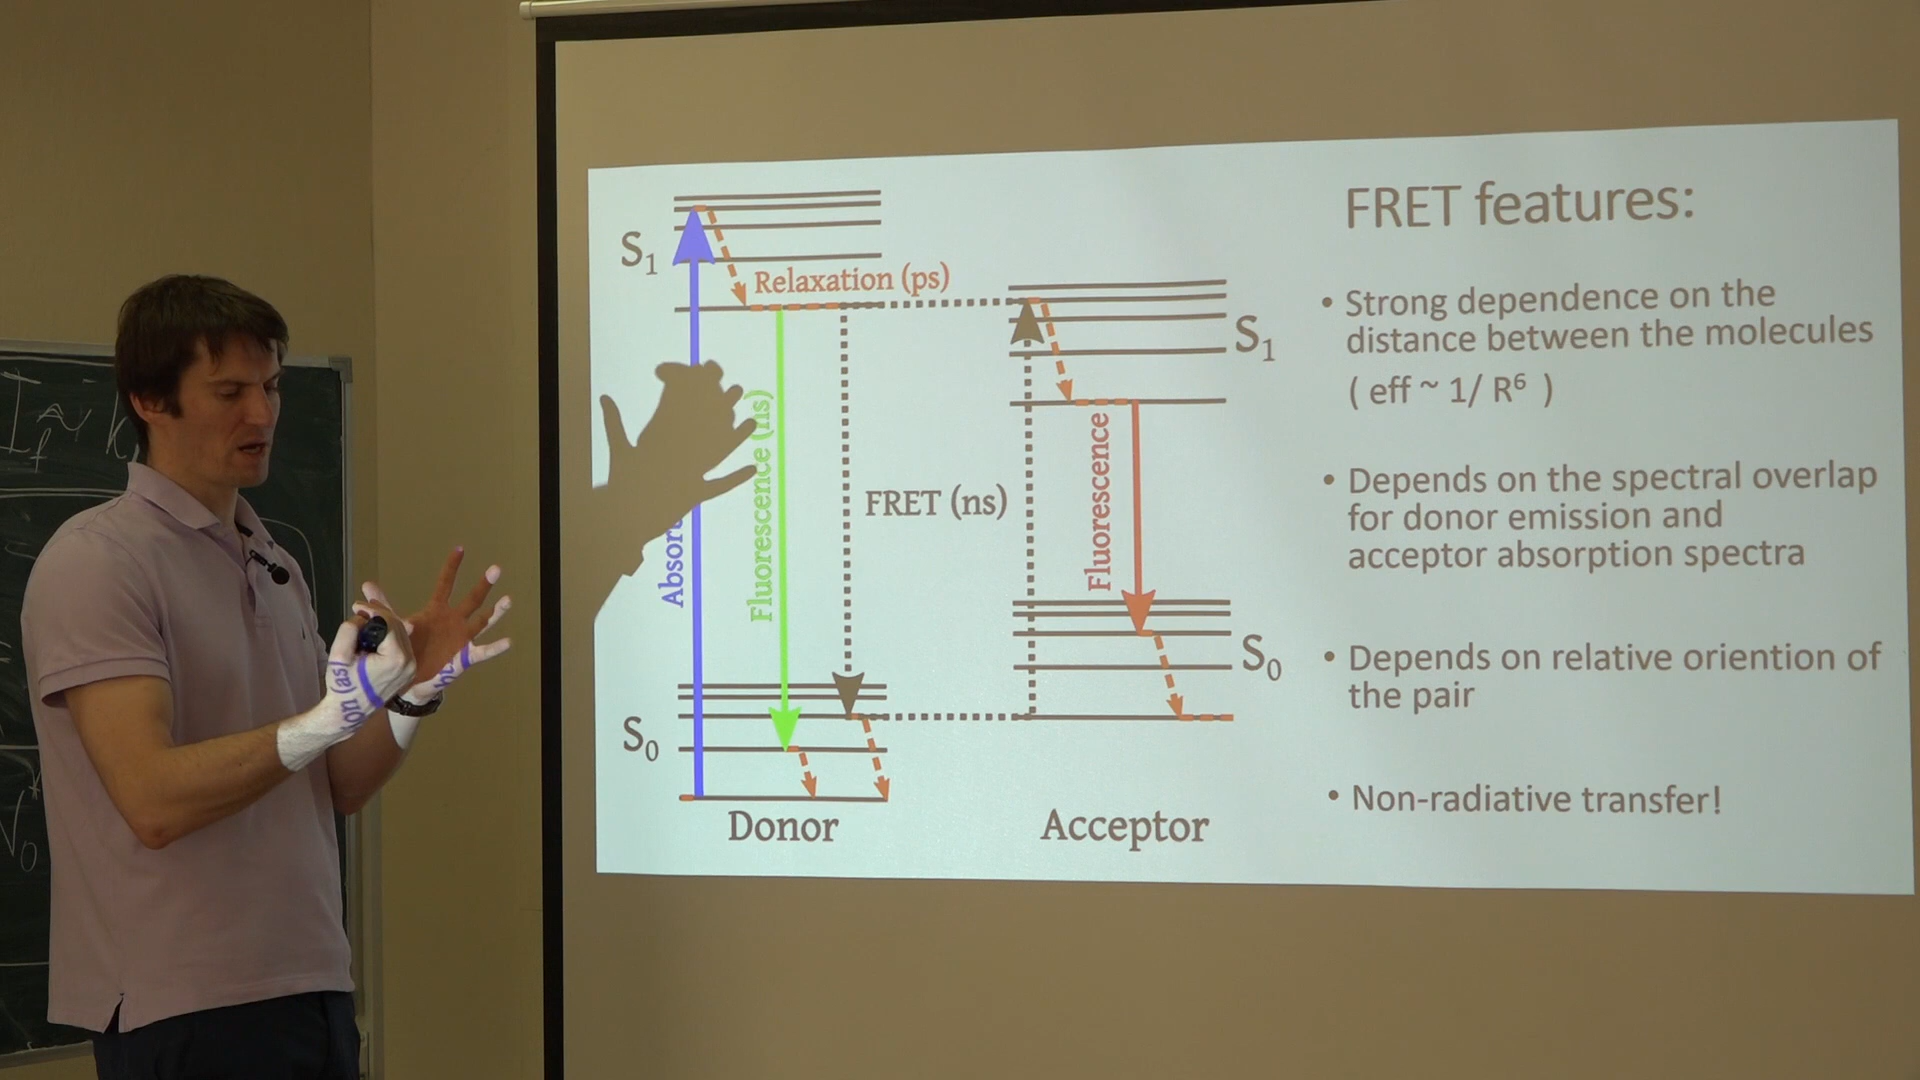 FRET features:
• Strong dependence on the
distance between the molecules
( eff ~ 1/ R⁶ )
• Depends on the spectral overlap
for donor emission and
acceptor absorption spectra
• Depends on relative oriention of
the pair
• Non-radiative transfer!
S₁
Relaxation (ps)
S₁
Fluorescence (ns)
FRET (ns)
Fluorescence
S₀
S₀
Donor
Acceptor